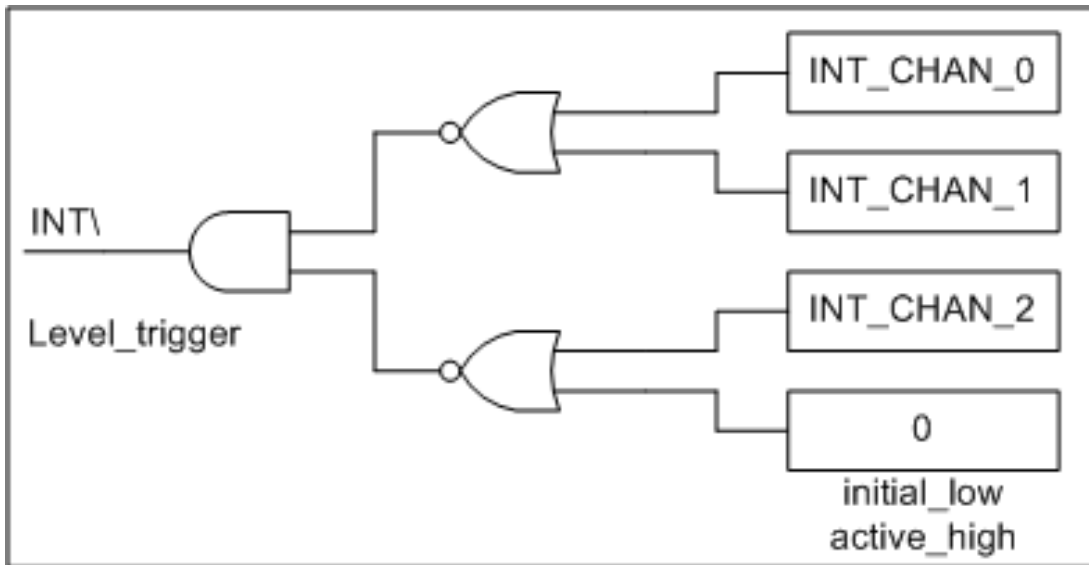 INT_CHAN_0
INT_CHAN_1
INT\
Level_trigger
INT_CHAN_2
0
initial_low
active_high